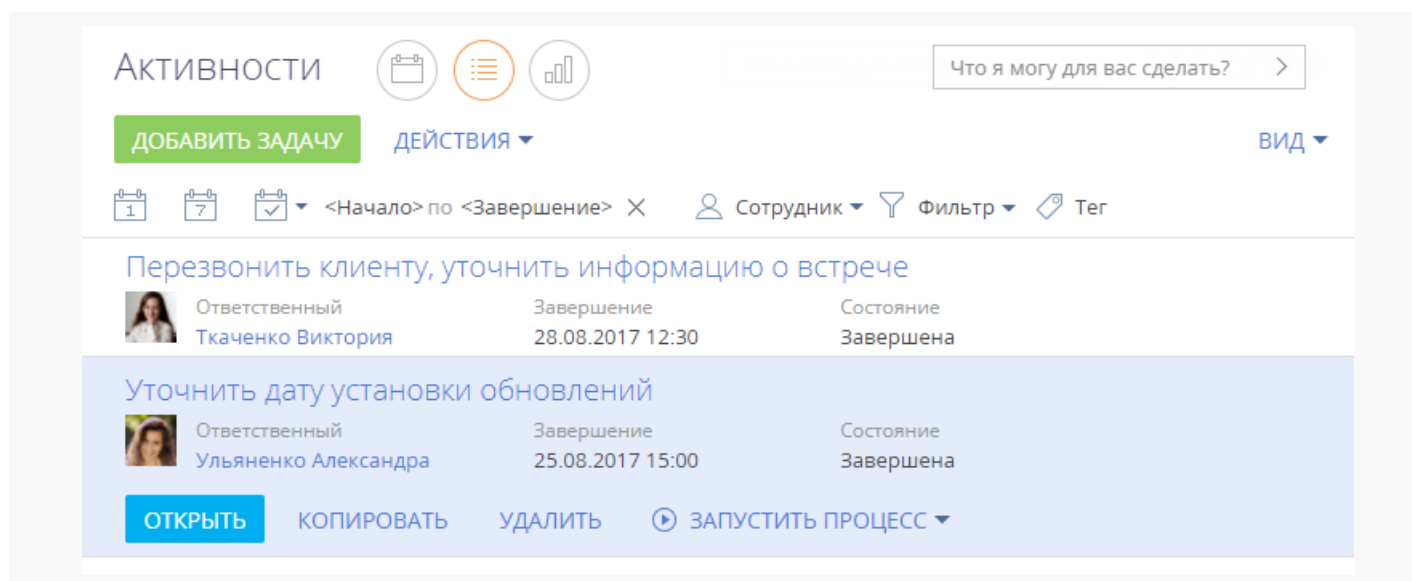 Активности Что я могу для вас сделать?
ДОБАВИТЬ ЗАДАЧУ ДЕЙСТВИЯ ВИД
1 7 <Начало> по <Завершение> Сотрудник Фильтр Тег
Перезвонить клиенту, уточнить информацию о встрече
Ответственный Завершение Состояние
Ткаченко Виктория 28.08.2017 12:30 Завершена
Уточнить дату установки обновлений
Ответственный Завершение Состояние
Ульяненко Александра 25.08.2017 15:00 Завершена
ОТКРЫТЬ КОПИРОВАТЬ УДАЛИТЬ ЗАПУСТИТЬ ПРОЦЕСС